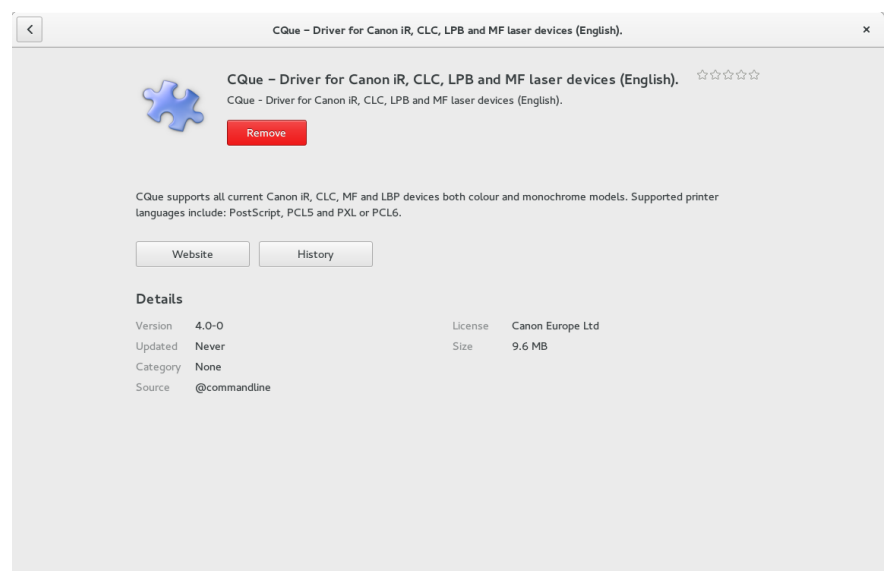 CQue – Driver for Canon iR, CLC, LPB and MF laser devices (English).
CQue – Driver for Canon iR, CLC, LPB and MF laser devices (English).
CQue - Driver for Canon iR, CLC, LPB and MF laser devices (English).
Remove
CQue supports all current Canon iR, CLC, MF and LBP devices both colour and monochrome models. Supported printer
languages include: PostScript, PCL5 and PXL or PCL6.
Website History
Details
Version 4.0-0 License Canon Europe Ltd
Updated Never Size 9.6 MB
Category None
Source @commandline